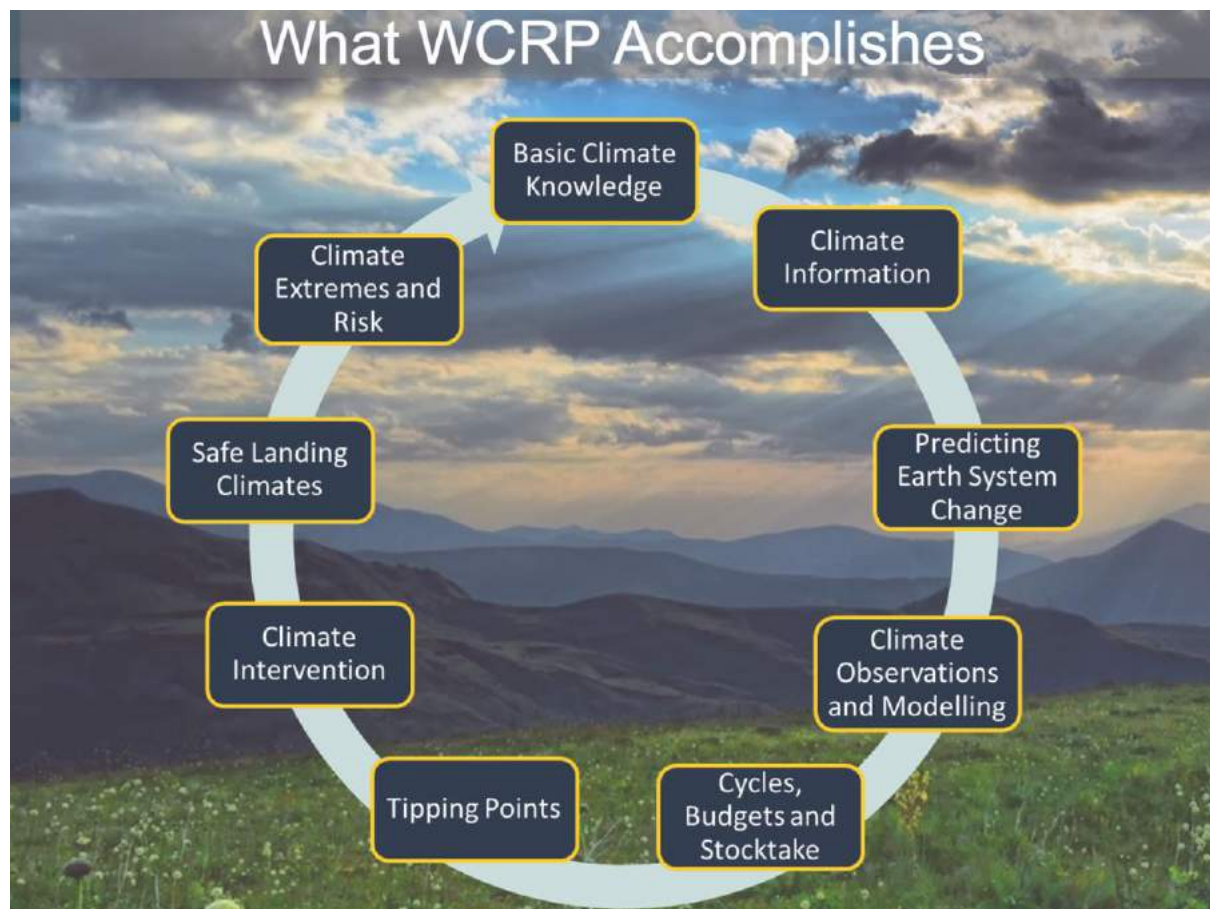 What WCRP Accomplishes
Basic Climate
Knowledge
Climate
Information
Predicting
Earth System
Change
Climate
Observations
and Modelling
Cycles,
Budgets and
Stocktake
Tipping Points
Climate
Intervention
Safe Landing
Climates
Climate
Extremes and
Risk